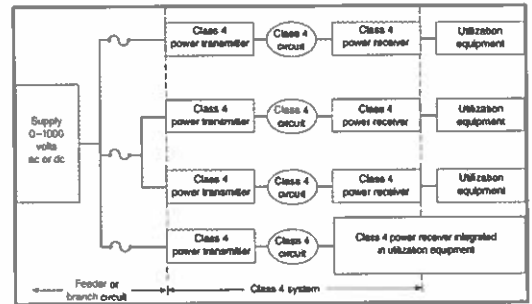 Class 4
power transmitter
Class 4
circuit
Class 4
power receiver
Utilization
equipment
Supply
0–1000
volts
ac or dc
Class 4
power transmitter
Class 4
circuit
Class 4
power receiver
Utilization
equipment
Class 4
power transmitter
Class 4
circuit
Class 4
power receiver
Utilization
equipment
Class 4
power transmitter
Class 4
circuit
Class 4 power receiver integrated
in utilization equipment
Feeder or
branch circuit
Class 4 system